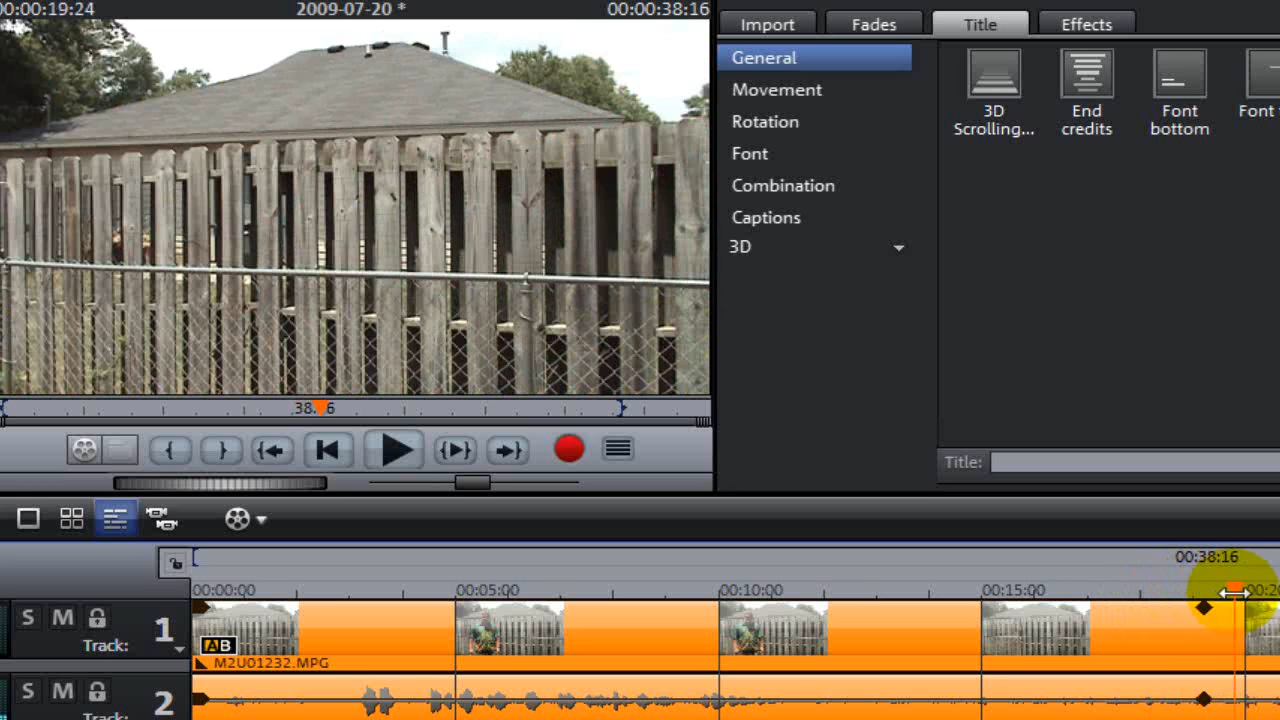 00:00:19:24
2009-07-20 *
00:00:38:16
Import
Fades
Title
Effects
General
Movement
Rotation
Font
Combination
Captions
3D
3D Scrolling...
End credits
Font bottom
Font
Title:
00:38:16
00:00:00
00:05:00
00:10:00
00:15:00
S M
Track: 1
AB
M2U01232.MPG
S M
Track: 2